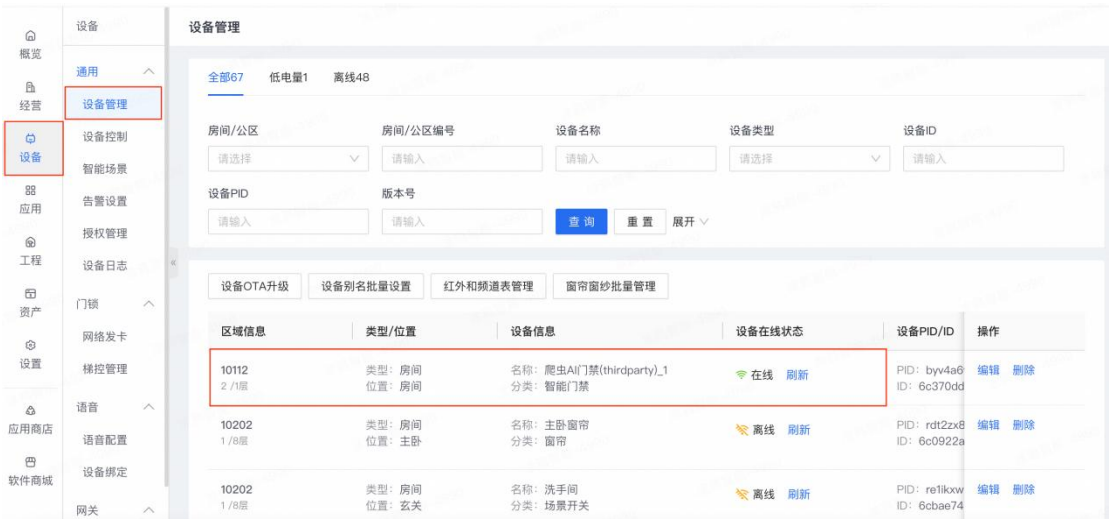 概览
经营
设备
应用
工程
资产
设置
应用商店
软件商城
设备
通用
设备管理
设备控制
智能场景
告警设置
授权管理
设备日志
门锁
网络发卡
梯控管理
语音
语音配置
设备绑定
网关
«
设备管理
全部67 低电量1 离线48
房间/公区 房间/公区编号 设备名称 设备类型 设备ID
请选择 请输入 请输入 请选择 请输入
设备PID 版本号
请输入 请输入 查询 重置 展开
设备OTA升级 设备别名批量设置 红外和频道表管理 窗帘窗纱批量管理
区域信息 类型/位置 设备信息 设备在线状态 设备PID/ID 操作
10112 类型：房间 名称：爬虫AI门禁(thirdparty)_1 在线 刷新 PID：byv4a6 编辑 删除
2 /1层 位置：房间 分类：智能门禁 ID：6c370dd
10202 类型：房间 名称：主卧窗帘 离线 刷新 PID：rdt2zx8 编辑 删除
1 /8层 位置：主卧 分类：窗帘 ID：6c0922a
10202 类型：房间 名称：洗手间 离线 刷新 PID：re1ikxw 编辑 删除
1 /8层 位置：玄关 分类：场景开关 ID：6cbae74